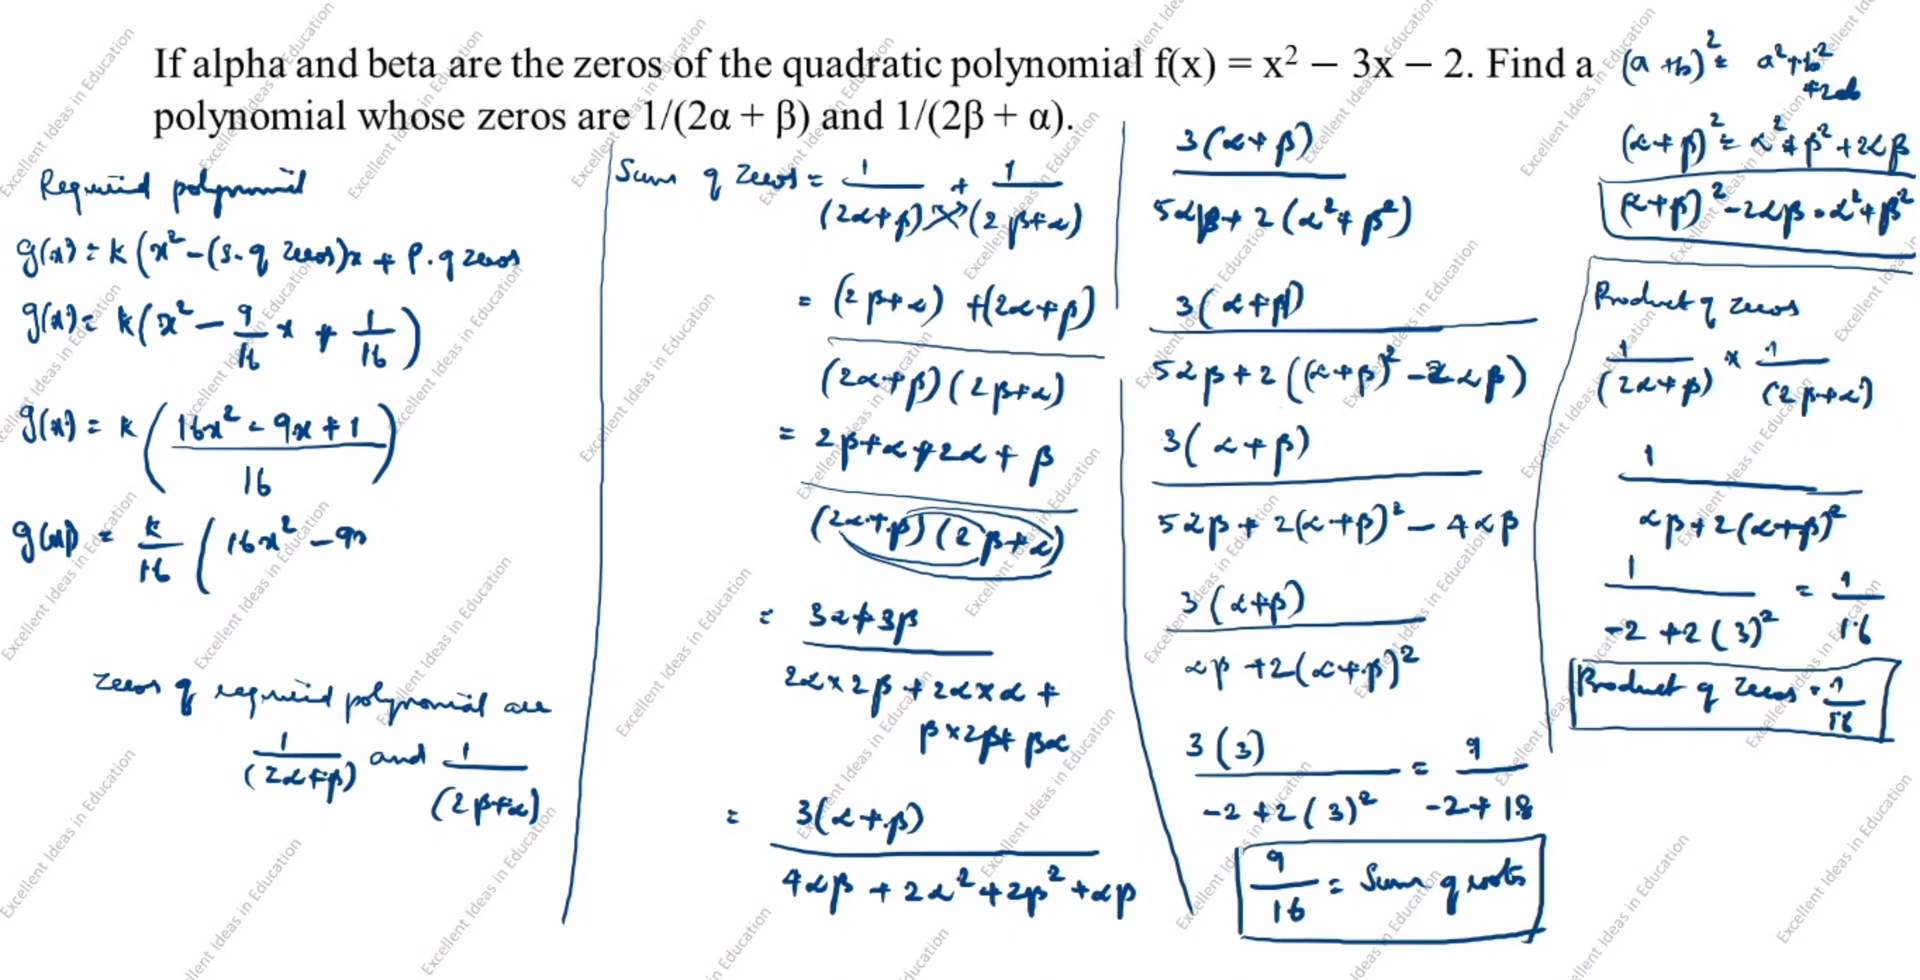 If alpha and beta are the zeros of the quadratic polynomial f(x) = x² − 3x − 2. Find a
polynomial whose zeros are 1/(2α + β) and 1/(2β + α).
Required polynomial
g(x) = k(x² - (S. of zeros)x + P. of zeros
g(x) = k(x² - 9/16 x + 1/16)
g(x) = k((16x² - 9x + 1)/16)
g(x) = k/16 (16x² - 9x
zeros of required polynomial are
1/(2α+β) and 1/(2β+α)
Sum of zeros = 1/(2α+β) + 1/(2β+α)
= ((2β+α) + (2α+β))/((2α+β)(2β+α))
= (2β+α+2α+β)/((2α+β)(2β+α))
= (3α+3β)/(2α×2β + 2α×α + β×2β + β×α)
= 3(α+β)/(4αβ + 2α² + 2β² + αβ)
3(α+β)/(5αβ + 2(α²+β²))
3(α+β)/(5αβ + 2((α+β)² - 2αβ))
3(α+β)/(5αβ + 2(α+β)² - 4αβ)
3(α+β)/(αβ + 2(α+β)²)
3(3)/(-2 + 2(3)²) = 9/(-2 + 18)
9/16 = Sum of roots
(a+b)² = a²+b²+2ab
(α+β)² = α²+β²+2αβ
(α+β)² - 2αβ = α²+β²
Product of zeros
1/(2α+β) × 1/(2β+α)
1/(αβ + 2(α+β)²)
1/(-2 + 2(3)²) = 1/16
Product of zeros = 1/16
Excellent Ideas in Education